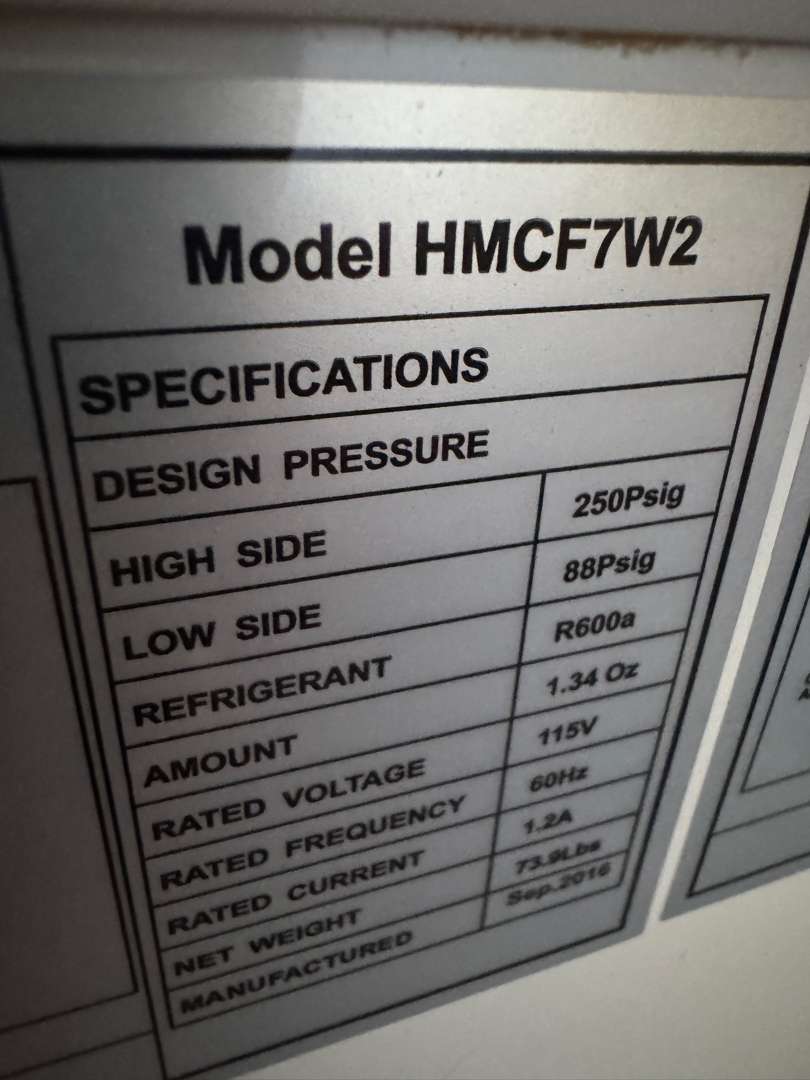 Model HMCF7W2
SPECIFICATIONS
DESIGN PRESSURE
HIGH SIDE 250Psig
LOW SIDE 88Psig
REFRIGERANT R600a
AMOUNT 1.34 Oz
RATED VOLTAGE 115V
RATED FREQUENCY 60Hz
RATED CURRENT 1.2A
NET WEIGHT 73.9Lbs
MANUFACTURED Sep.2016